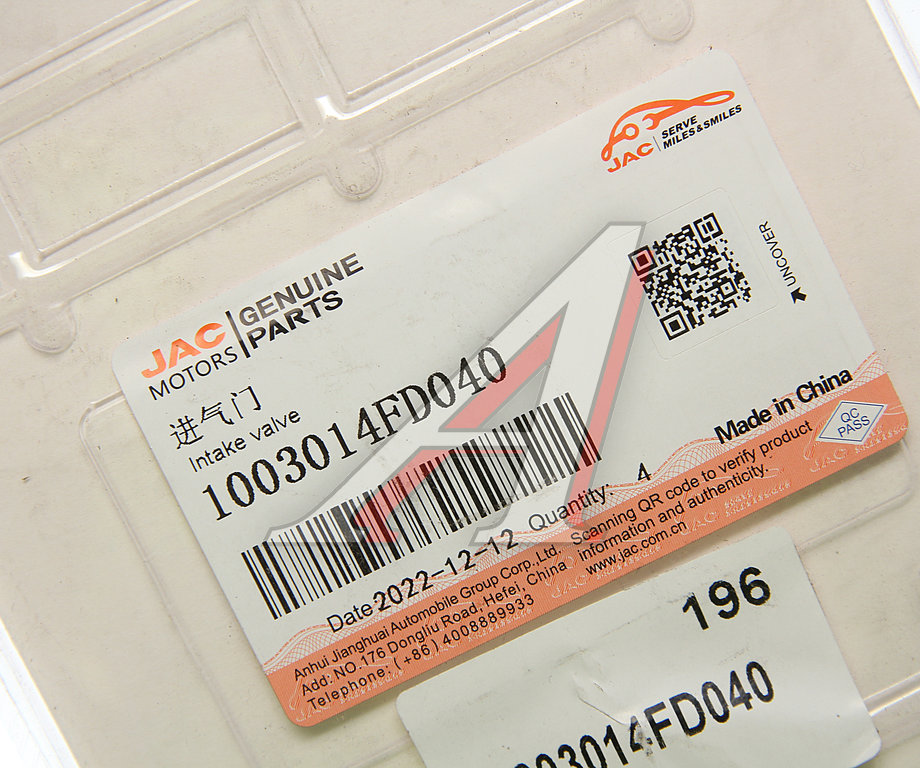 JAC
SERVE
MILES&SMILES
UNCOVER
JAC
MOTORS
GENUINE
PARTS
进气门
Intake valve
1003014FD040
Date 2022-12-12 Quantity: 4
Made in China
QC
PASS
Anhui Jianghuai Automobile Group Corp.,Ltd.
Add: NO.176 Dongliu Road, Hefei, China
Telephone: (+86) 4008889933
Scanning QR code to verify product
information and authenticity.
www.jac.com.cn
196
1003014FD040